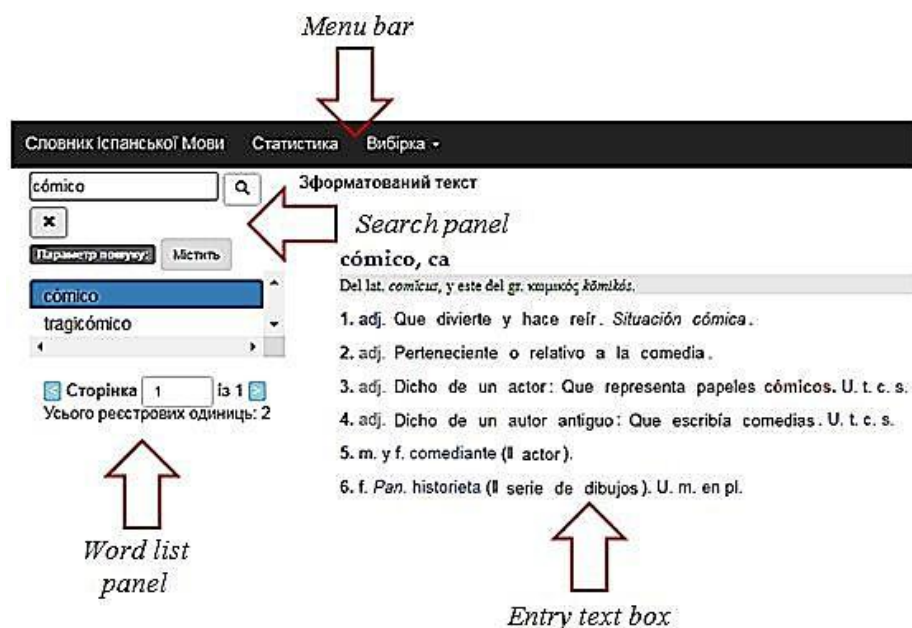 Menu bar
Словник Іспанської Мови Статистика Вибірка
cómico
Зформатований текст
Search panel
Параметр пошуку: Містить
cómico, ca
cómico
Del lat. comĭcus, y este del gr. κωμικός kōmikós.
tragicómico
1. adj. Que divierte y hace reír. Situación cómica.
2. adj. Perteneciente o relativo a la comedia.
3. adj. Dicho de un actor: Que representa papeles cómicos. U. t. c. s.
Сторінка 1 із 1
Усього реєстрових одиниць: 2
4. adj. Dicho de un autor antiguo: Que escribía comedias. U. t. c. s.
5. m. y f. comediante (‖ actor).
6. f. Pan. historieta (‖ serie de dibujos). U. m. en pl.
Word list
panel
Entry text box